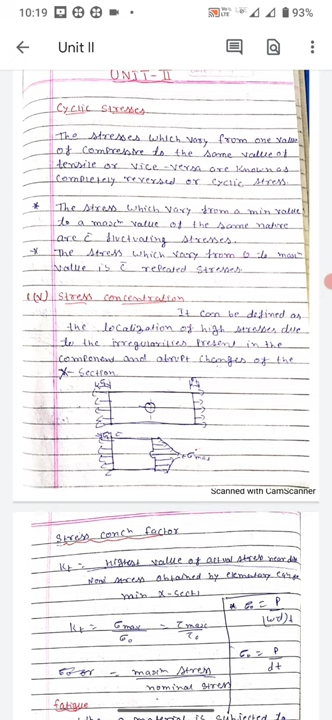 10:19
93%
Unit II
UNIT-II
Cyclic Stresses
The stresses which vary from one value
of compressive to the same value of
tensile or vice-versa are known as
completely reversed or cyclic stress.
* The stress which vary from a min value
to a maxm value of the same nature
are c̄ fluctuating stresses.
* The stress which vary from 0 to maxm
value is c̄ repeated stresses.
(V) Stress concentration
It can be defined as
the localization of high stresses due
to the irregularities present in the
component and abrupt changes of the
X-section.
σmax
Scanned with CamScanner
Stress concn factor
Kt = Highest value of actual stress near
stress obtained by elementary
min X-sectn
* σo = P
(w-d)t
Kt = σmax = τmax
σo τo
σo = P
dt
maxm stress
nominal stress
fatigue
material is subjected to